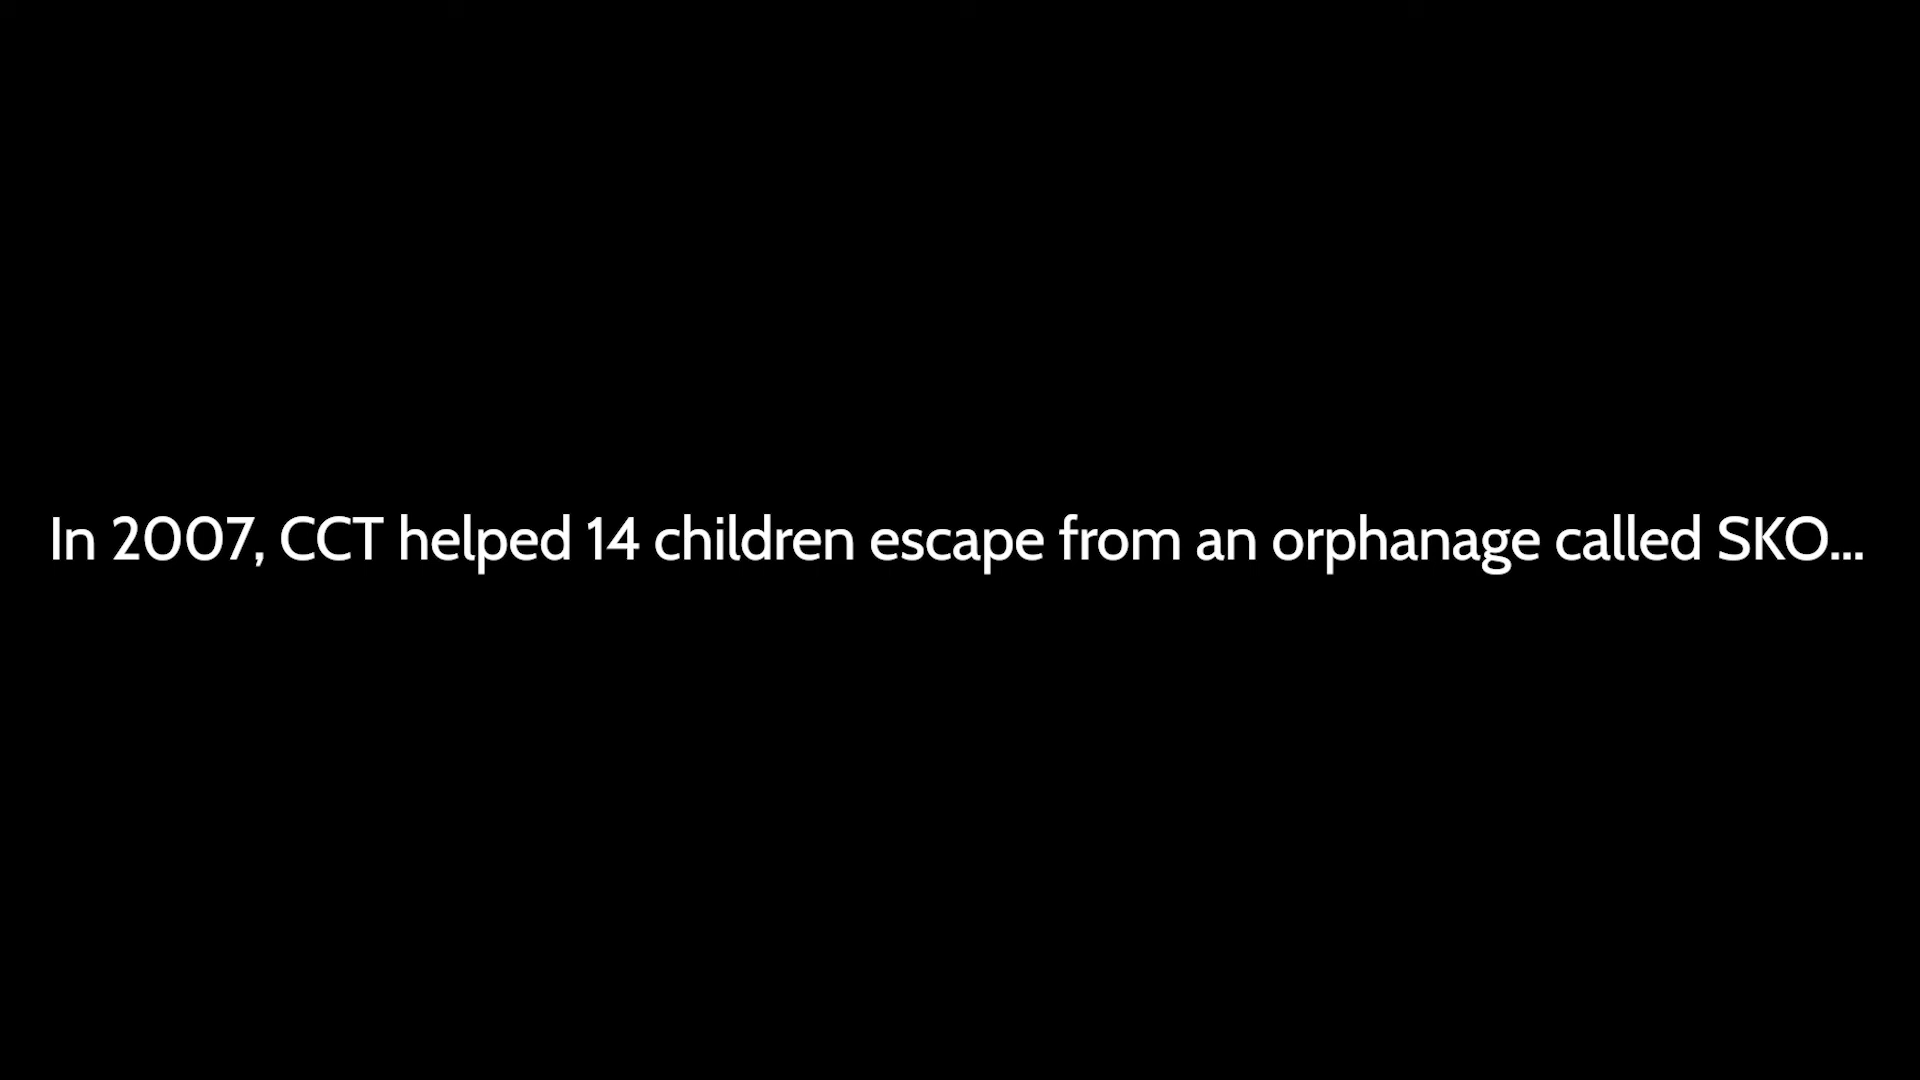 In 2007, CCT helped 14 children escape from an orphanage called SKO...